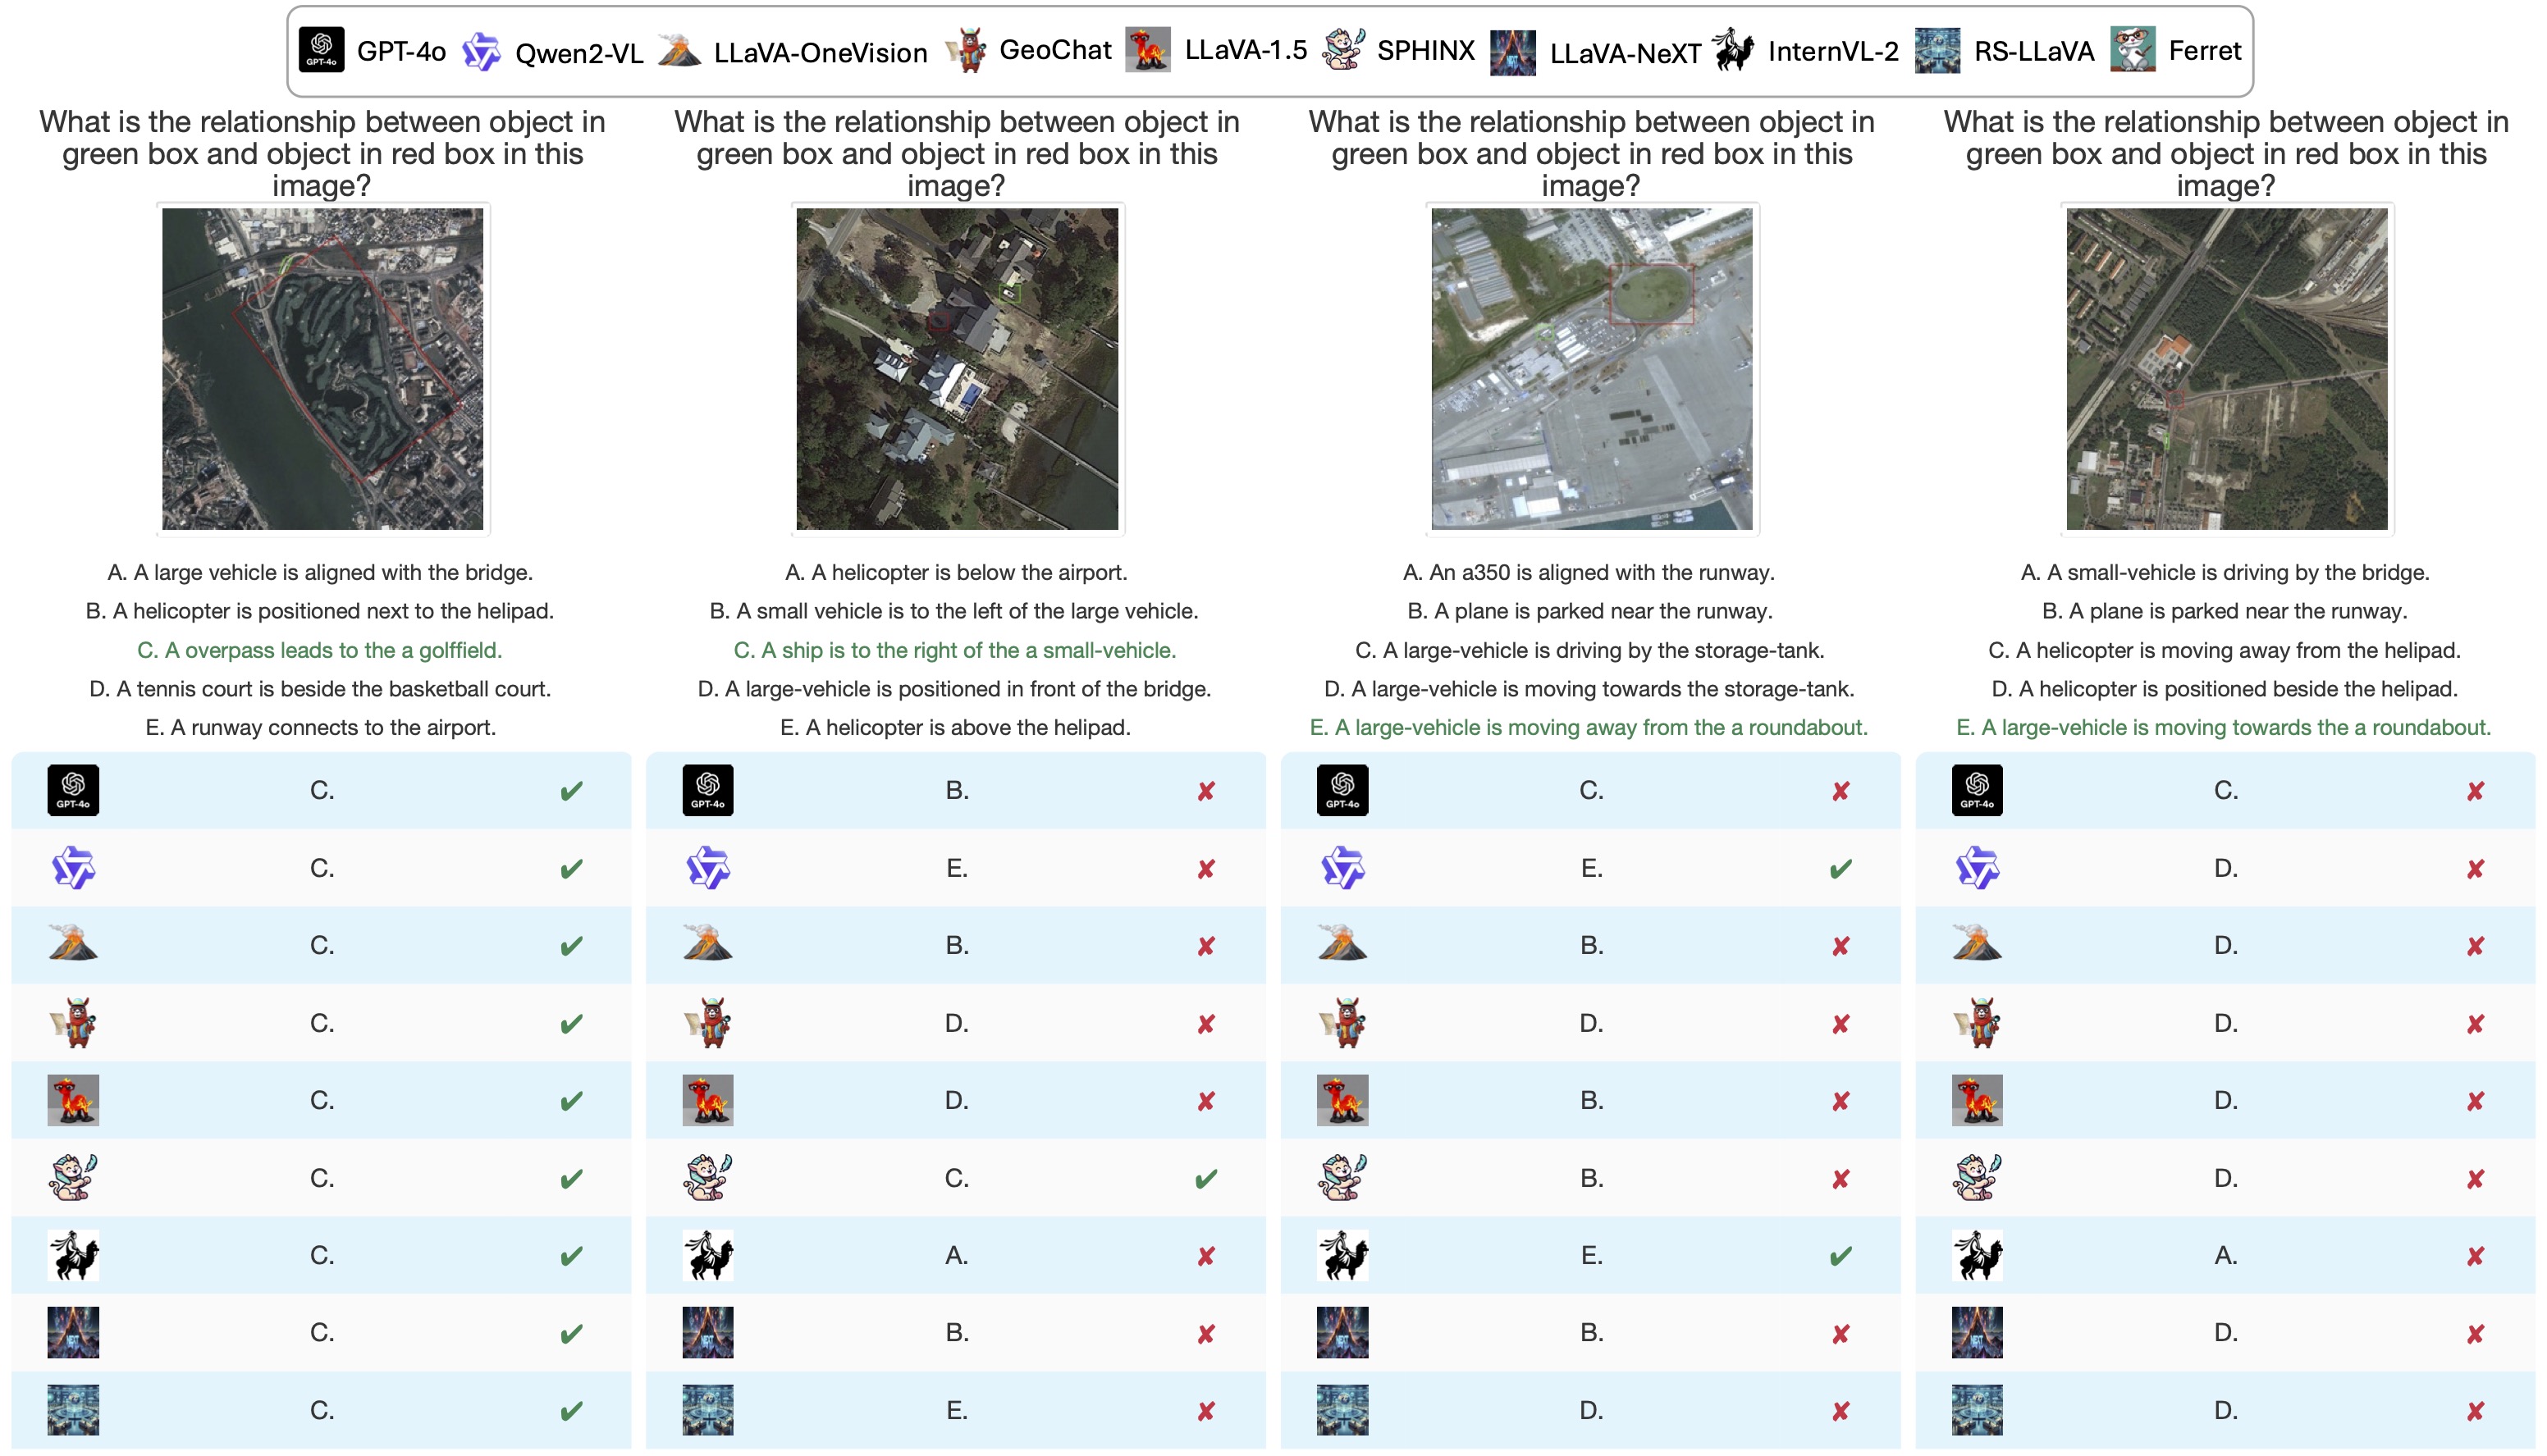 GPT-4o GPT-4o Qwen2-VL LLaVA-OneVision GeoChat LLaVA-1.5 SPHINX NEXT LLaVA-NeXT InternVL-2 RS-LLaVA Ferret
What is the relationship between object in
green box and object in red box in this
image?
A. A large vehicle is aligned with the bridge.
B. A helicopter is positioned next to the helipad.
C. A overpass leads to the a golffield.
D. A tennis court is beside the basketball court.
E. A runway connects to the airport.
GPT-4o C. ✔
C. ✔
C. ✔
C. ✔
C. ✔
C. ✔
C. ✔
NEXT C. ✔
C. ✔
What is the relationship between object in
green box and object in red box in this
image?
A. A helicopter is below the airport.
B. A small vehicle is to the left of the large vehicle.
C. A ship is to the right of the a small-vehicle.
D. A large-vehicle is positioned in front of the bridge.
E. A helicopter is above the helipad.
GPT-4o B. ✘
E. ✘
B. ✘
D. ✘
D. ✘
C. ✔
A. ✘
NEXT B. ✘
E. ✘
What is the relationship between object in
green box and object in red box in this
image?
A. An a350 is aligned with the runway.
B. A plane is parked near the runway.
C. A large-vehicle is driving by the storage-tank.
D. A large-vehicle is moving towards the storage-tank.
E. A large-vehicle is moving away from the a roundabout.
GPT-4o C. ✘
E. ✔
B. ✘
D. ✘
B. ✘
B. ✘
E. ✔
NEXT B. ✘
D. ✘
What is the relationship between object in
green box and object in red box in this
image?
A. A small-vehicle is driving by the bridge.
B. A plane is parked near the runway.
C. A helicopter is moving away from the helipad.
D. A helicopter is positioned beside the helipad.
E. A large-vehicle is moving towards the a roundabout.
GPT-4o C. ✘
D. ✘
D. ✘
D. ✘
D. ✘
D. ✘
A. ✘
NEXT D. ✘
D. ✘